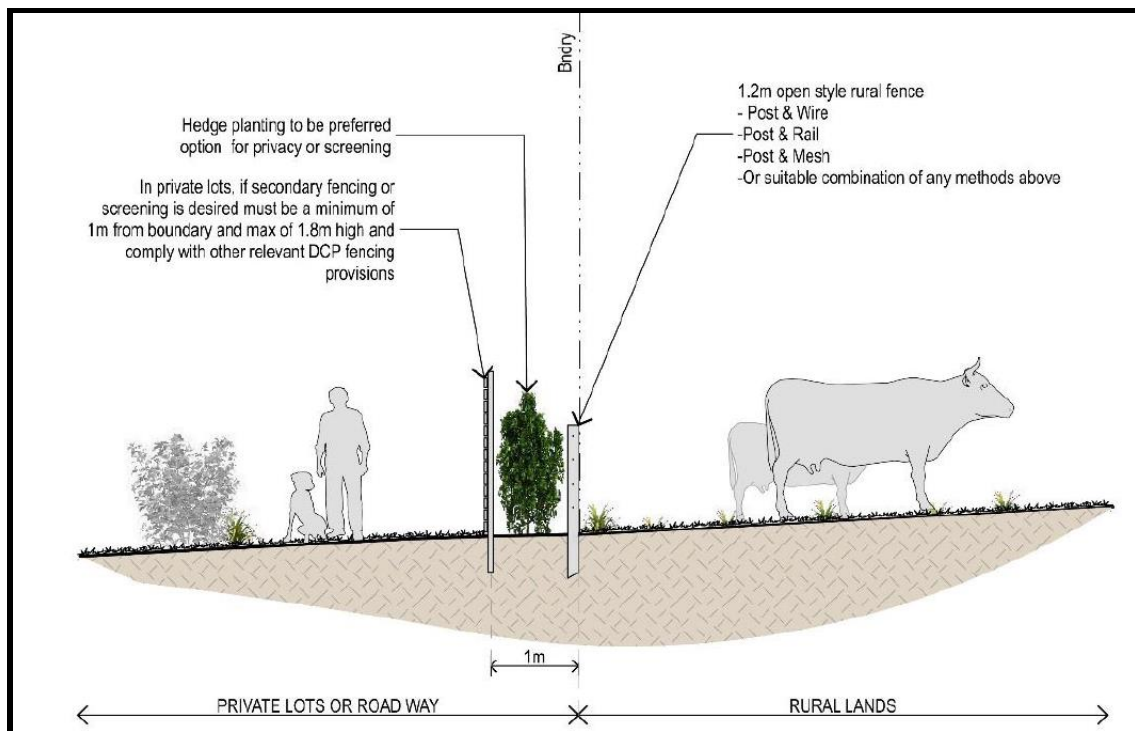 Bndry
Hedge planting to be preferred
option for privacy or screening
In private lots, if secondary fencing or
screening is desired must be a minimum of
1m from boundary and max of 1.8m high and
comply with other relevant DCP fencing
provisions
1.2m open style rural fence
- Post & Wire
-Post & Rail
-Post & Mesh
-Or suitable combination of any methods above
1m
PRIVATE LOTS OR ROAD WAY
RURAL LANDS